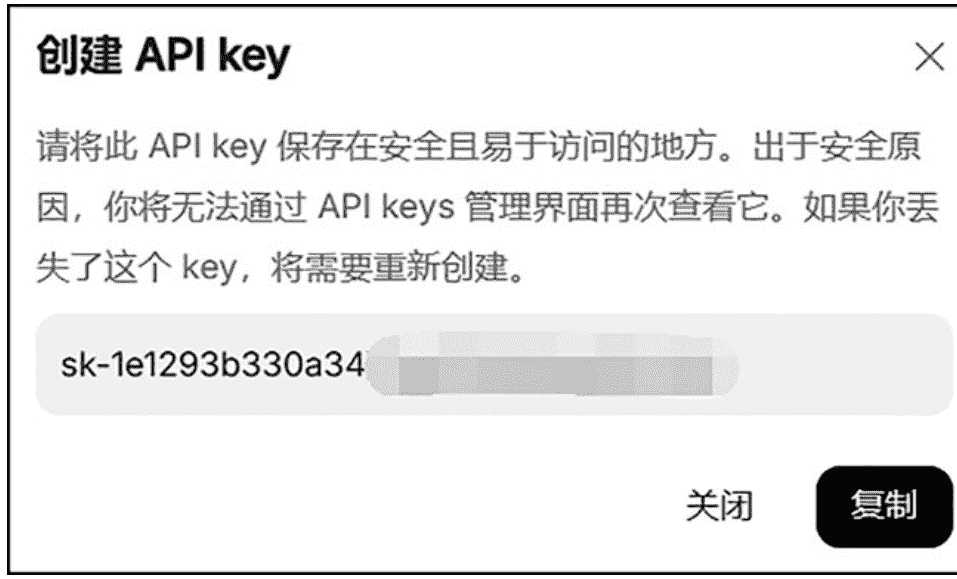 创建 API key
请将此 API key 保存在安全且易于访问的地方。出于安全原
因，你将无法通过 API keys 管理界面再次查看它。如果你丢
失了这个 key，将需要重新创建。
sk-1e1293b330a34
关闭
复制